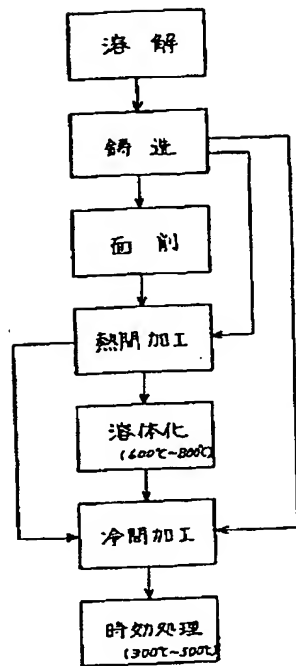 溶解
鋳造
面削
熱間加工
溶体化
(600℃~800℃)
冷間加工
時効処理
(300℃~500℃)